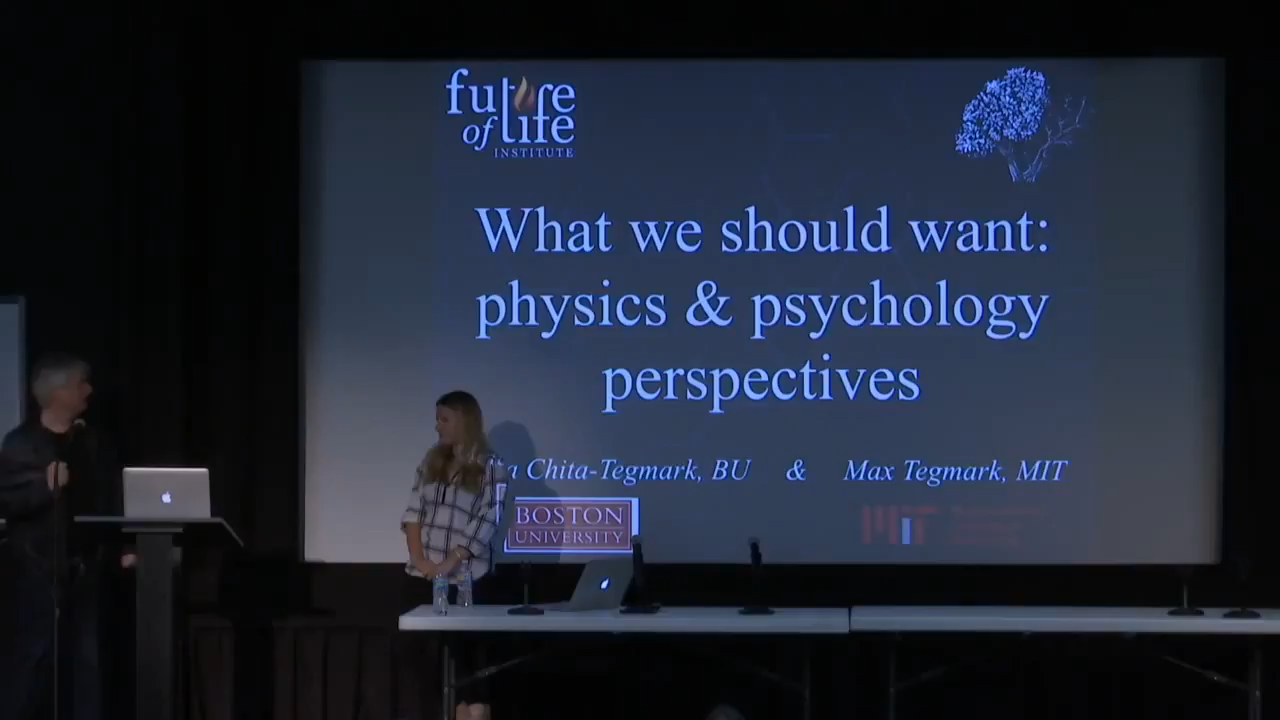 future
of life
INSTITUTE
What we should want:
physics & psychology
perspectives
a Chita-Tegmark, BU & Max Tegmark, MIT
BOSTON
UNIVERSITY
MIT